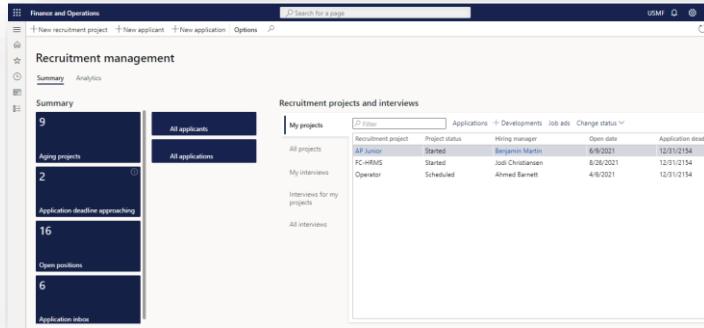 Finance and Operations
Search for a page
USMF
New recruitment project
New applicant
New application
Options
Recruitment management
Summary
Analytics
Summary
9
Aging projects
2
Application deadline approaching
16
Open positions
6
Application inbox
All applicants
All applications
Recruitment projects and interviews
My projects
All projects
My interviews
Interviews for my
projects
All interviews
Filter
Applications
Developments
Job ads
Change status
Recruitment project Project status Hiring manager Open date Application dead
AP Junior Started Benjamin Martin 6/9/2021 12/31/2154
FC-HRMS Started Jodi Christiansen 8/26/2021 12/31/2154
Operator Scheduled Ahmed Barnett 4/6/2021 12/31/2154